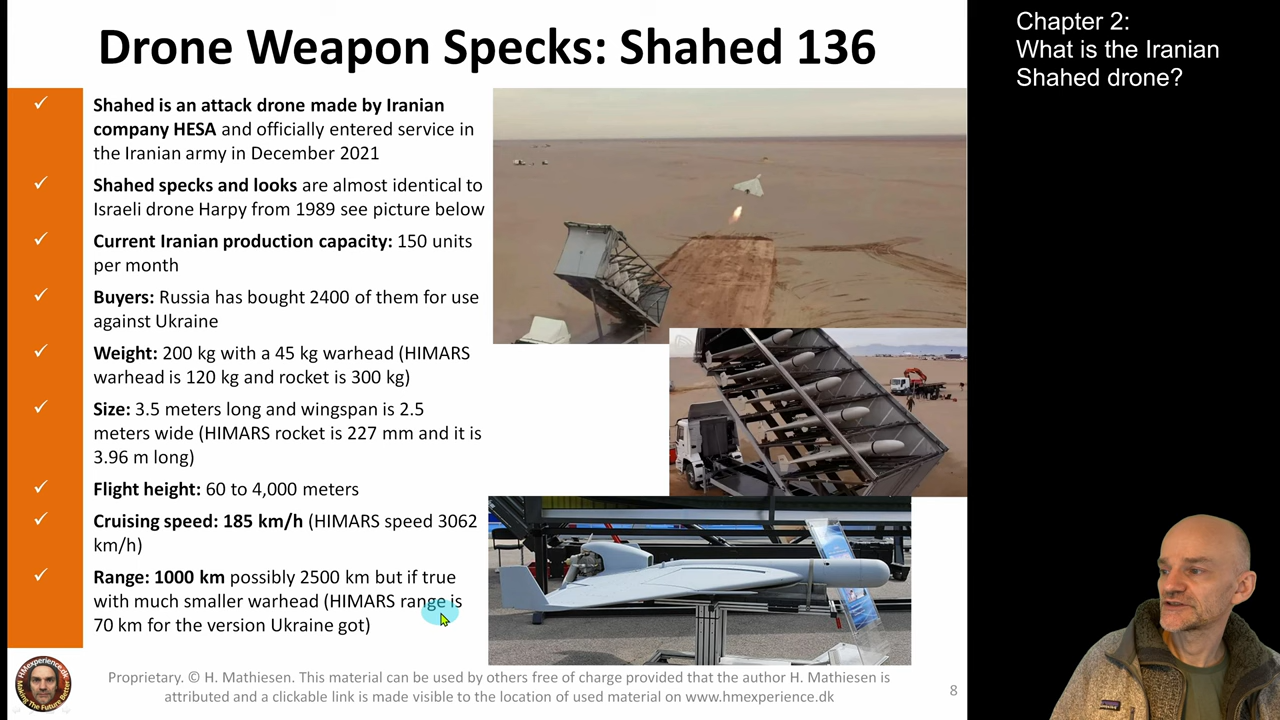 Drone Weapon Specks: Shahed 136
Shahed is an attack drone made by Iranian
company HESA and officially entered service in
the Iranian army in December 2021
Shahed specks and looks are almost identical to
Israeli drone Harpy from 1989 see picture below
Current Iranian production capacity: 150 units
per month
Buyers: Russia has bought 2400 of them for use
against Ukraine
Weight: 200 kg with a 45 kg warhead (HIMARS
warhead is 120 kg and rocket is 300 kg)
Size: 3.5 meters long and wingspan is 2.5
meters wide (HIMARS rocket is 227 mm and it is
3.96 m long)
Flight height: 60 to 4,000 meters
Cruising speed: 185 km/h (HIMARS speed 3062
km/h)
Range: 1000 km possibly 2500 km but if true
with much smaller warhead (HIMARS range is
70 km for the version Ukraine got)
Proprietary. © H. Mathiesen. This material can be used by others free of charge provided that the author H. Mathiesen is
attributed and a clickable link is made visible to the location of used material on www.hmexperience.dk
8
Chapter 2:
What is the Iranian
Shahed drone?
HMexperience.dk
Making The Future Better